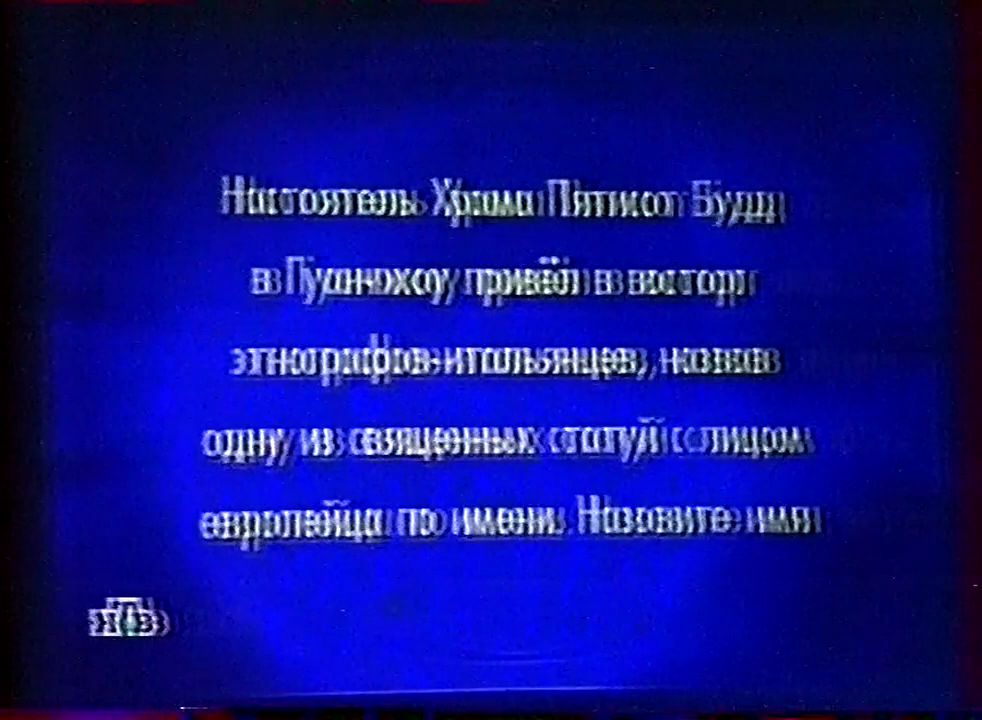 Настоятель Храма Пятисот Будд
в Гуанчжоу привёл в восторг
этнографов-итальянцев, назвав
одну из священных статуй с лицом
европейца по имени. Назовите имя
НТВ